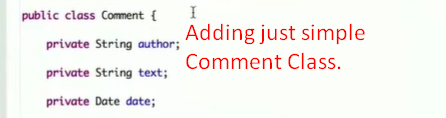 public class Comment {
private String author;
Adding just simple
Comment Class.
private String text;
private Date date;